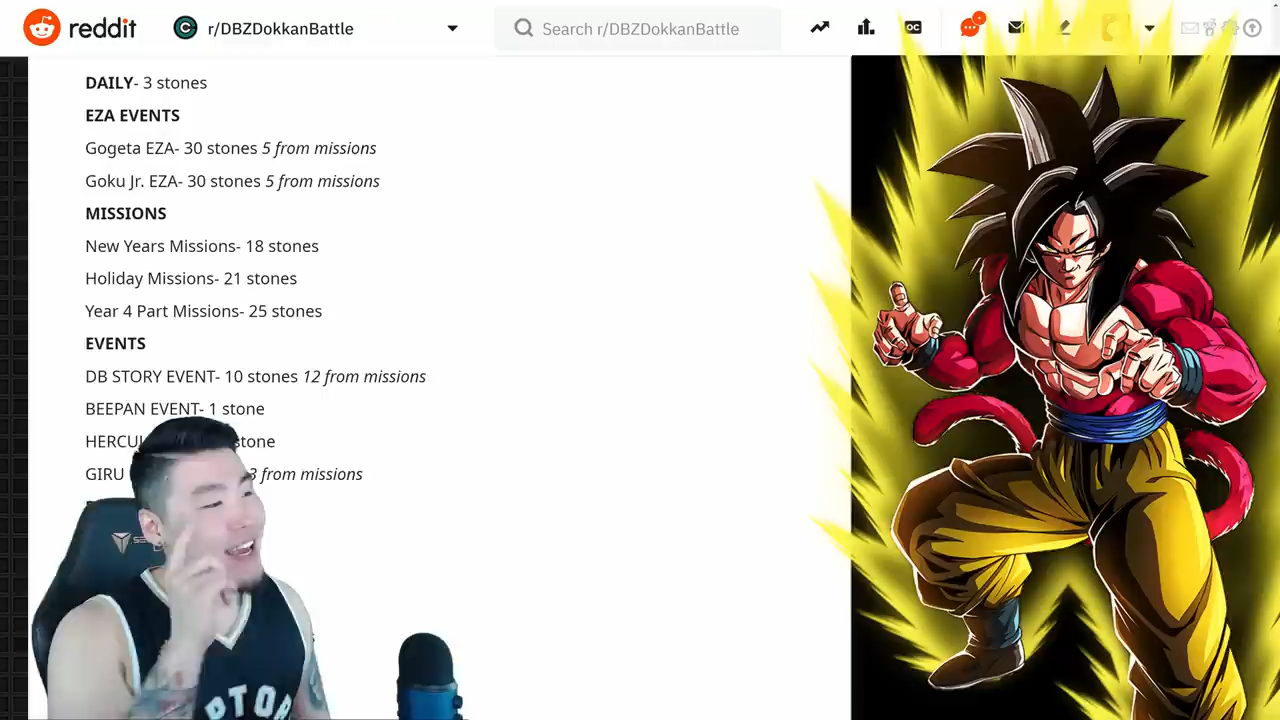 reddit r/DBZDokkanBattle Search r/DBZDokkanBattle OC
DAILY- 3 stones
EZA EVENTS
Gogeta EZA- 30 stones 5 from missions
Goku Jr. EZA- 30 stones 5 from missions
MISSIONS
New Years Missions- 18 stones
Holiday Missions- 21 stones
Year 4 Part Missions- 25 stones
EVENTS
DB STORY EVENT- 10 stones 12 from missions
BEEPAN EVENT- 1 stone
stone
GIRU from missions